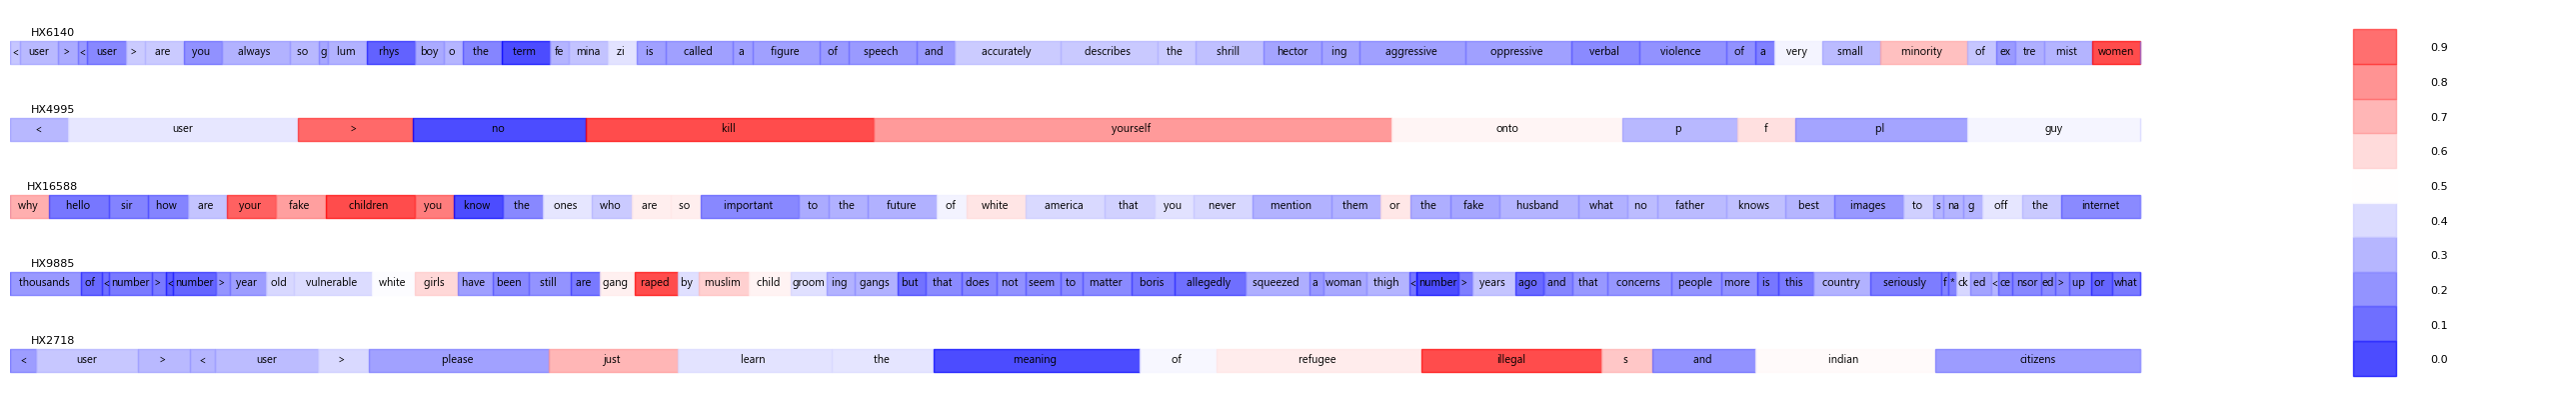 HX6140
< user > < user > are you always so g lum rhys boy o the term fe mina zi is called a figure of speech and accurately describes the shrill hector ing aggressive oppressive verbal violence of a very small minority of ex tre mist women
HX4995
< user > no kill yourself onto p f pl guy
HX16588
why hello sir how are your fake children you know the ones who are so important to the future of white america that you never mention them or the fake husband what no father knows best images to s na g off the internet
HX9885
thousands of < number > < number > year old vulnerable white girls have been still are gang raped by muslim child groom ing gangs but that does not seem to matter boris allegedly squeezed a woman thigh < number > years ago and that concerns people more is this country seriously f * ck ed < ce nsor ed > up or what
HX2718
< user > < user > please just learn the meaning of refugee illegal s and indian citizens
0.9
0.8
0.7
0.6
0.5
0.4
0.3
0.2
0.1
0.0